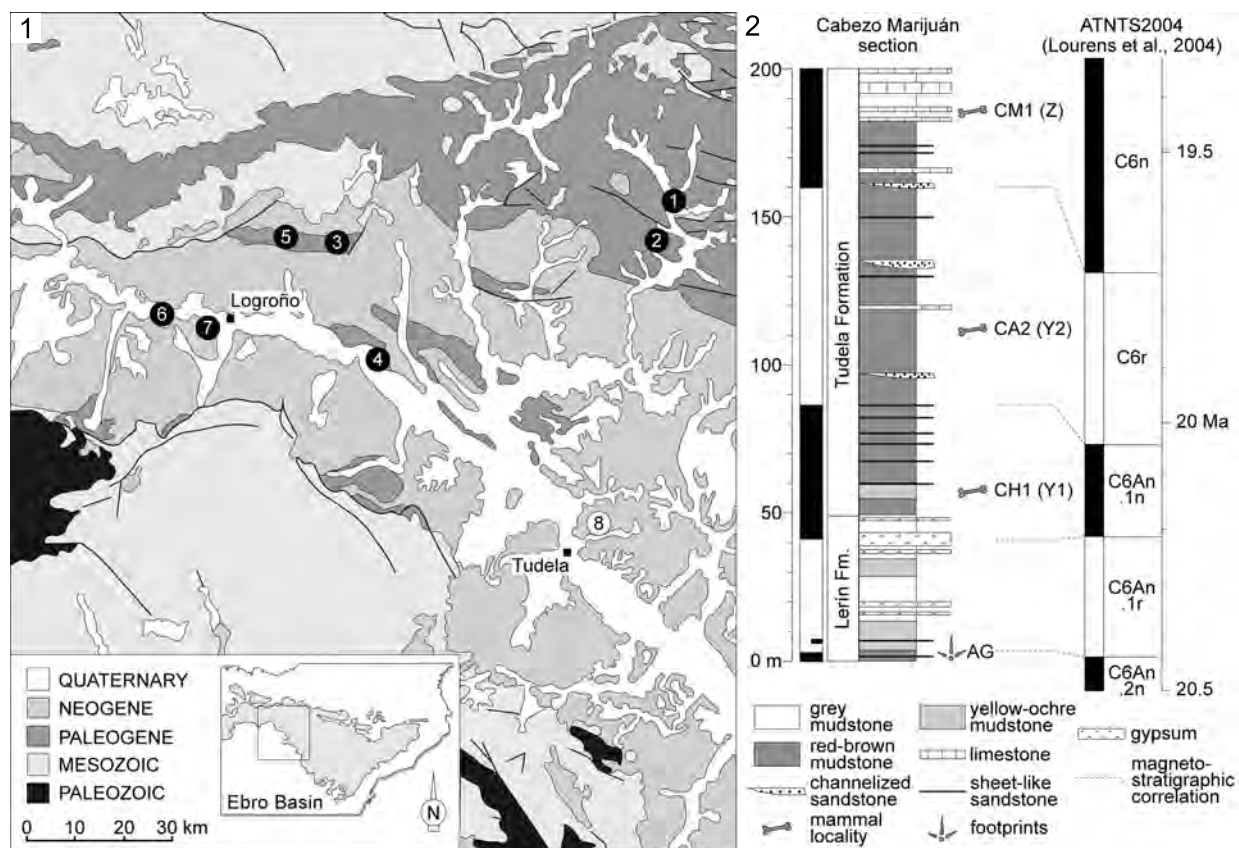 1
1
2
5
3
Logroño
6
7
4
8
Tudela
QUATERNARY
NEOGENE
PALEOGENE
MESOZOIC
PALEOZOIC
0 10 20 30 km
Ebro Basin
N
2
Cabezo Marijuán
section
ATNTS2004
(Lourens et al., 2004)
200
150
100
50
0 m
Tudela Formation
Lerín Fm.
CM1 (Z)
CA2 (Y2)
CH1 (Y1)
AG
C6n
C6r
C6An
.1n
C6An
.1r
C6An
.2n
19.5
20 Ma
20.5
grey
mudstone
red-brown
mudstone
channelized
sandstone
mammal
locality
yellow-ochre
mudstone
limestone
sheet-like
sandstone
footprints
gypsum
magneto-
stratigraphic
correlation